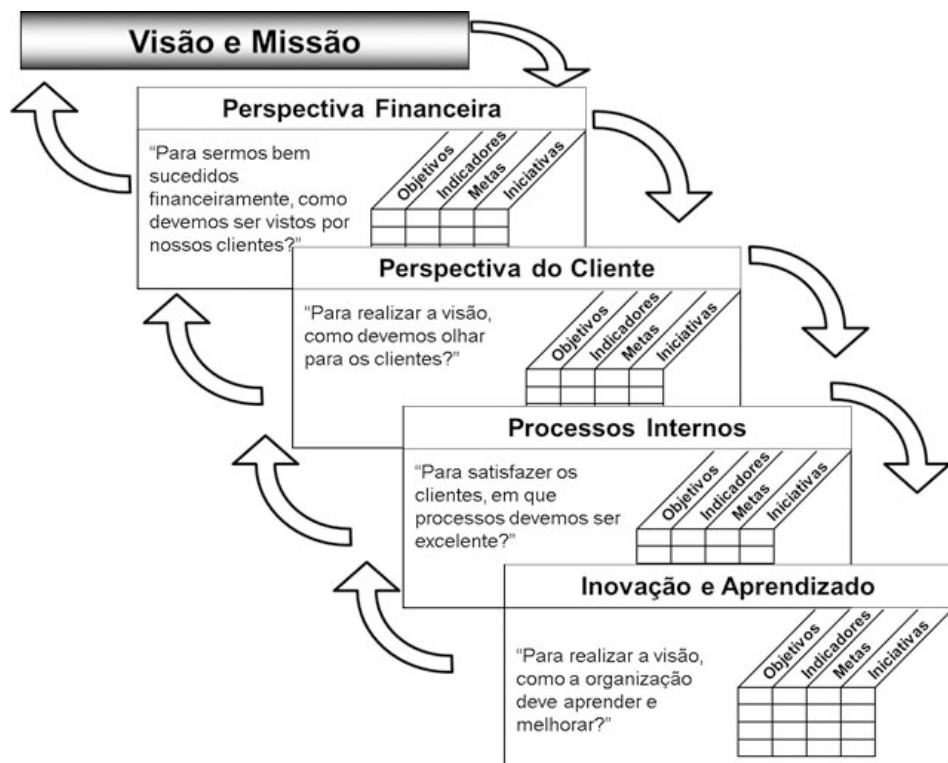 Visão e Missão
Perspectiva Financeira
“Para sermos bem
sucedidos
financeiramente, como
devemos ser vistos por
nossos clientes?”
Objetivos
Indicadores
Metas
Iniciativas
Perspectiva do Cliente
“Para realizar a visão,
como devemos olhar
para os clientes?”
Objetivos
Indicadores
Metas
Iniciativas
Processos Internos
“Para satisfazer os
clientes, em que
processos devemos ser
excelente?”
Objetivos
Indicadores
Metas
Iniciativas
Inovação e Aprendizado
“Para realizar a visão,
como a organização
deve aprender e
melhorar?”
Objetivos
Indicadores
Metas
Iniciativas